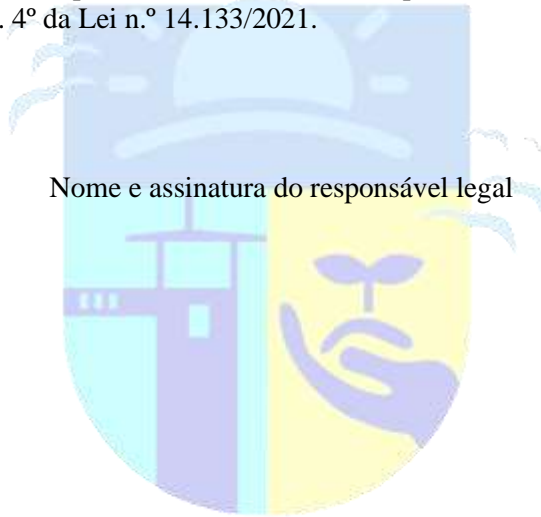 . 4º da Lei n.º 14.133/2021.
Nome e assinatura do responsável legal